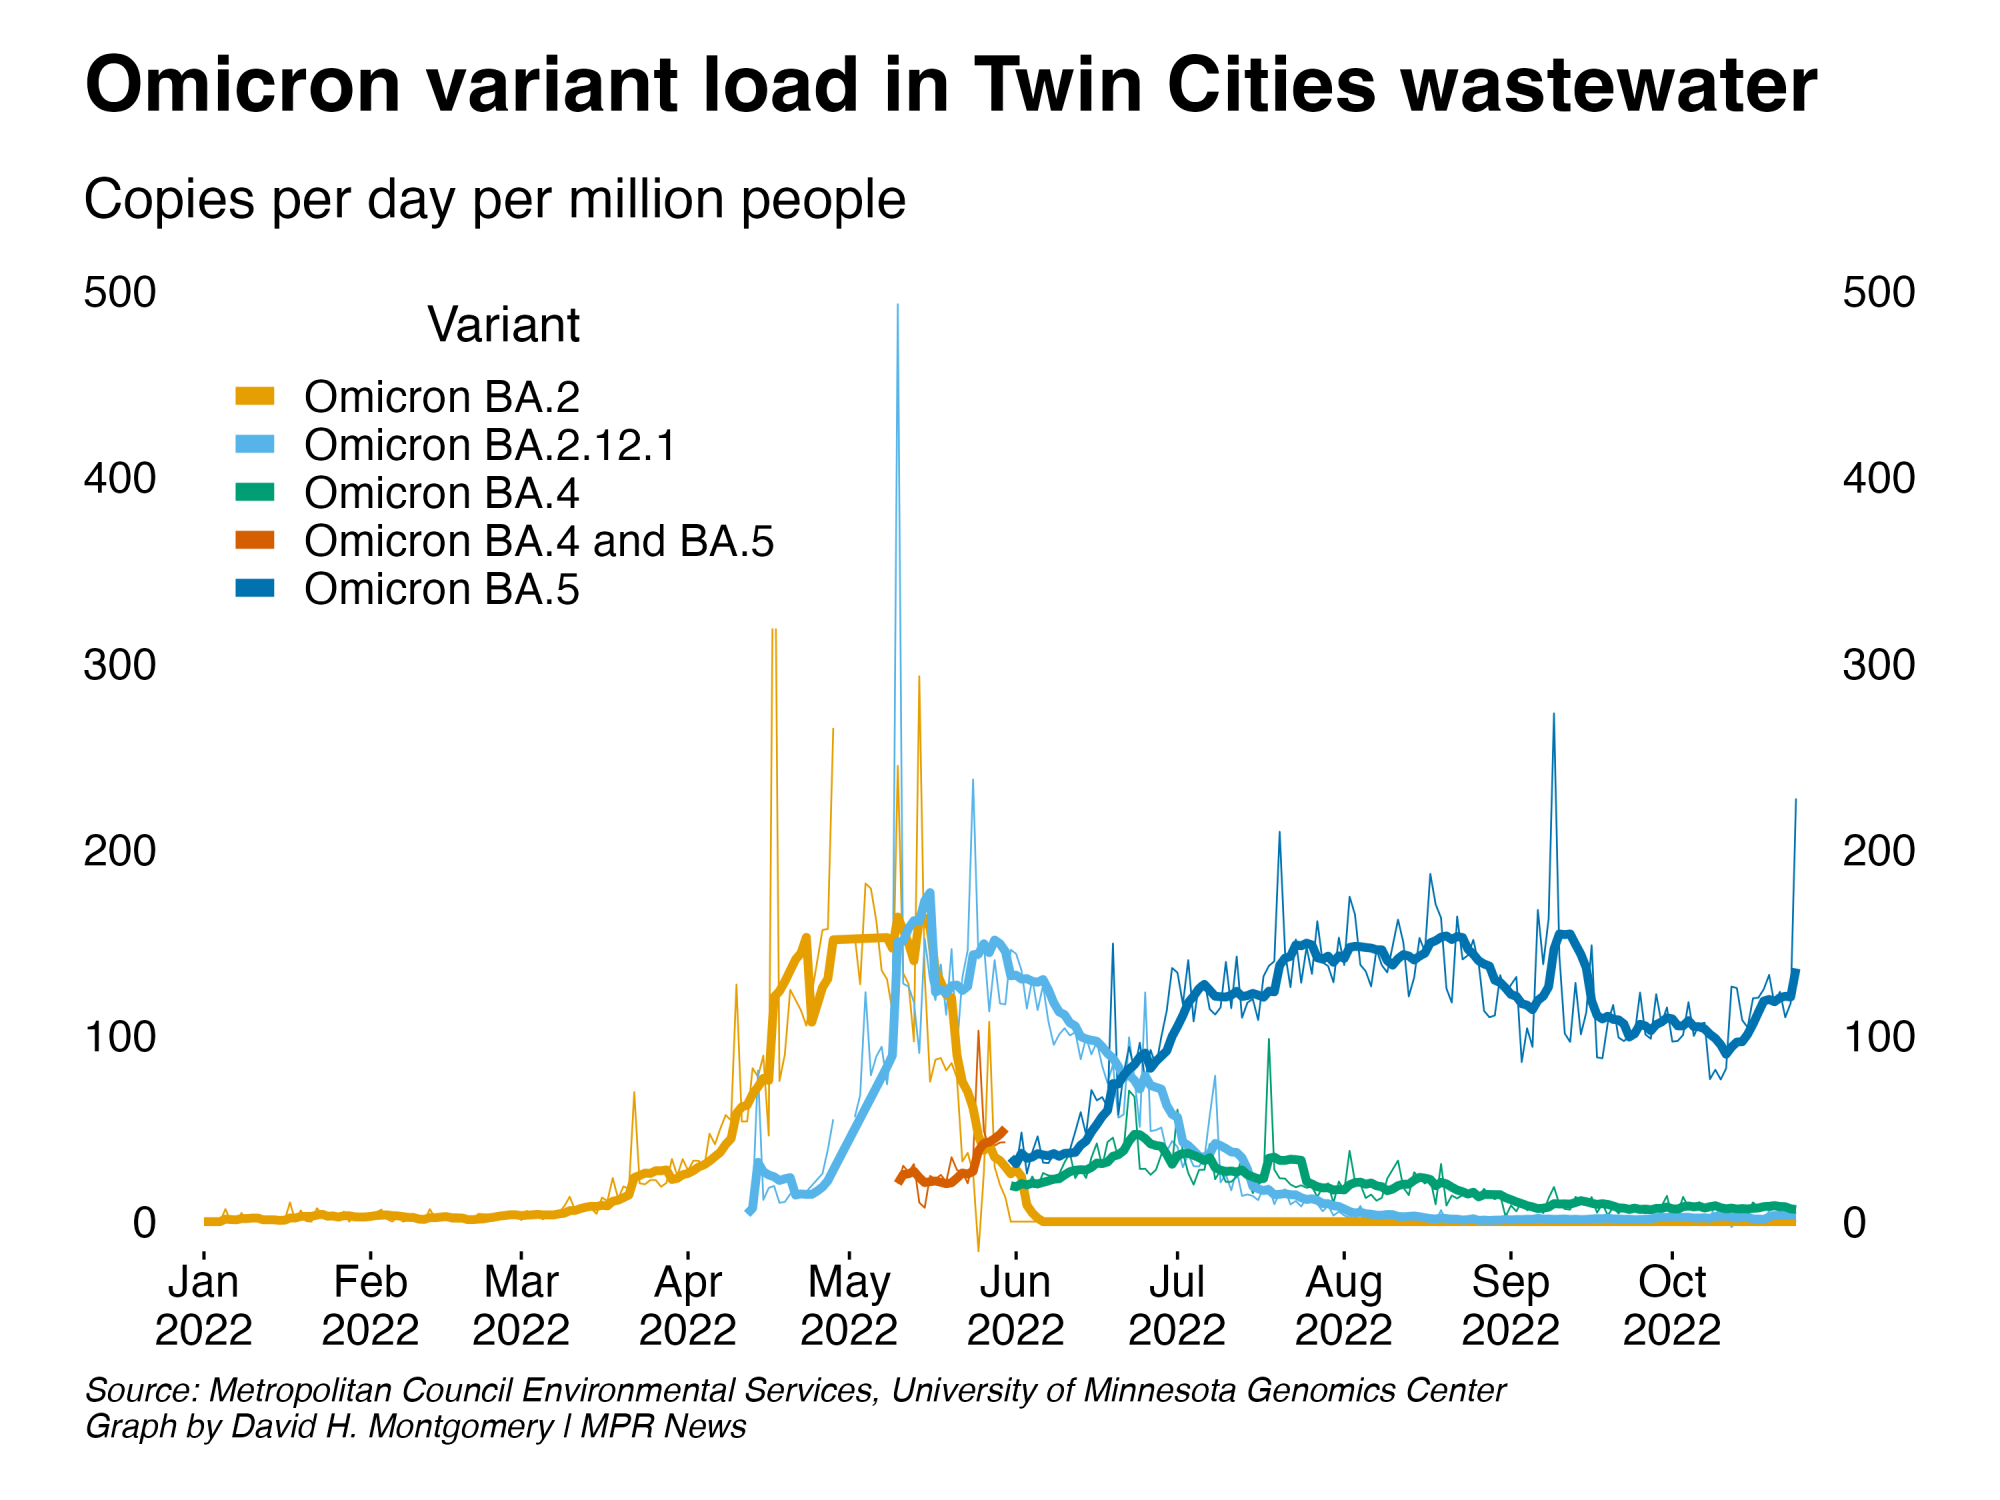 Omicron variant load in Twin Cities wastewater
Copies per day per million people
500
400
300
200
100
0
Variant
Omicron BA.2
Omicron BA.2.12.1
Omicron BA.4
Omicron BA.4 and BA.5
Omicron BA.5
500
400
300
200
100
0
Jan Feb Mar Apr May Jun Jul Aug Sep Oct
2022 2022 2022 2022 2022 2022 2022 2022 2022 2022
Source: Metropolitan Council Environmental Services, University of Minnesota Genomics Center
Graph by David H. Montgomery | MPR News